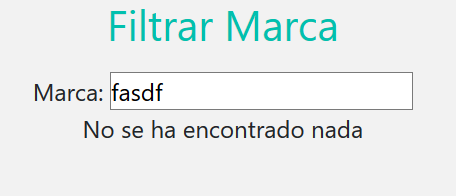 Filtrar Marca
Marca: fasdf
No se ha encontrado nada